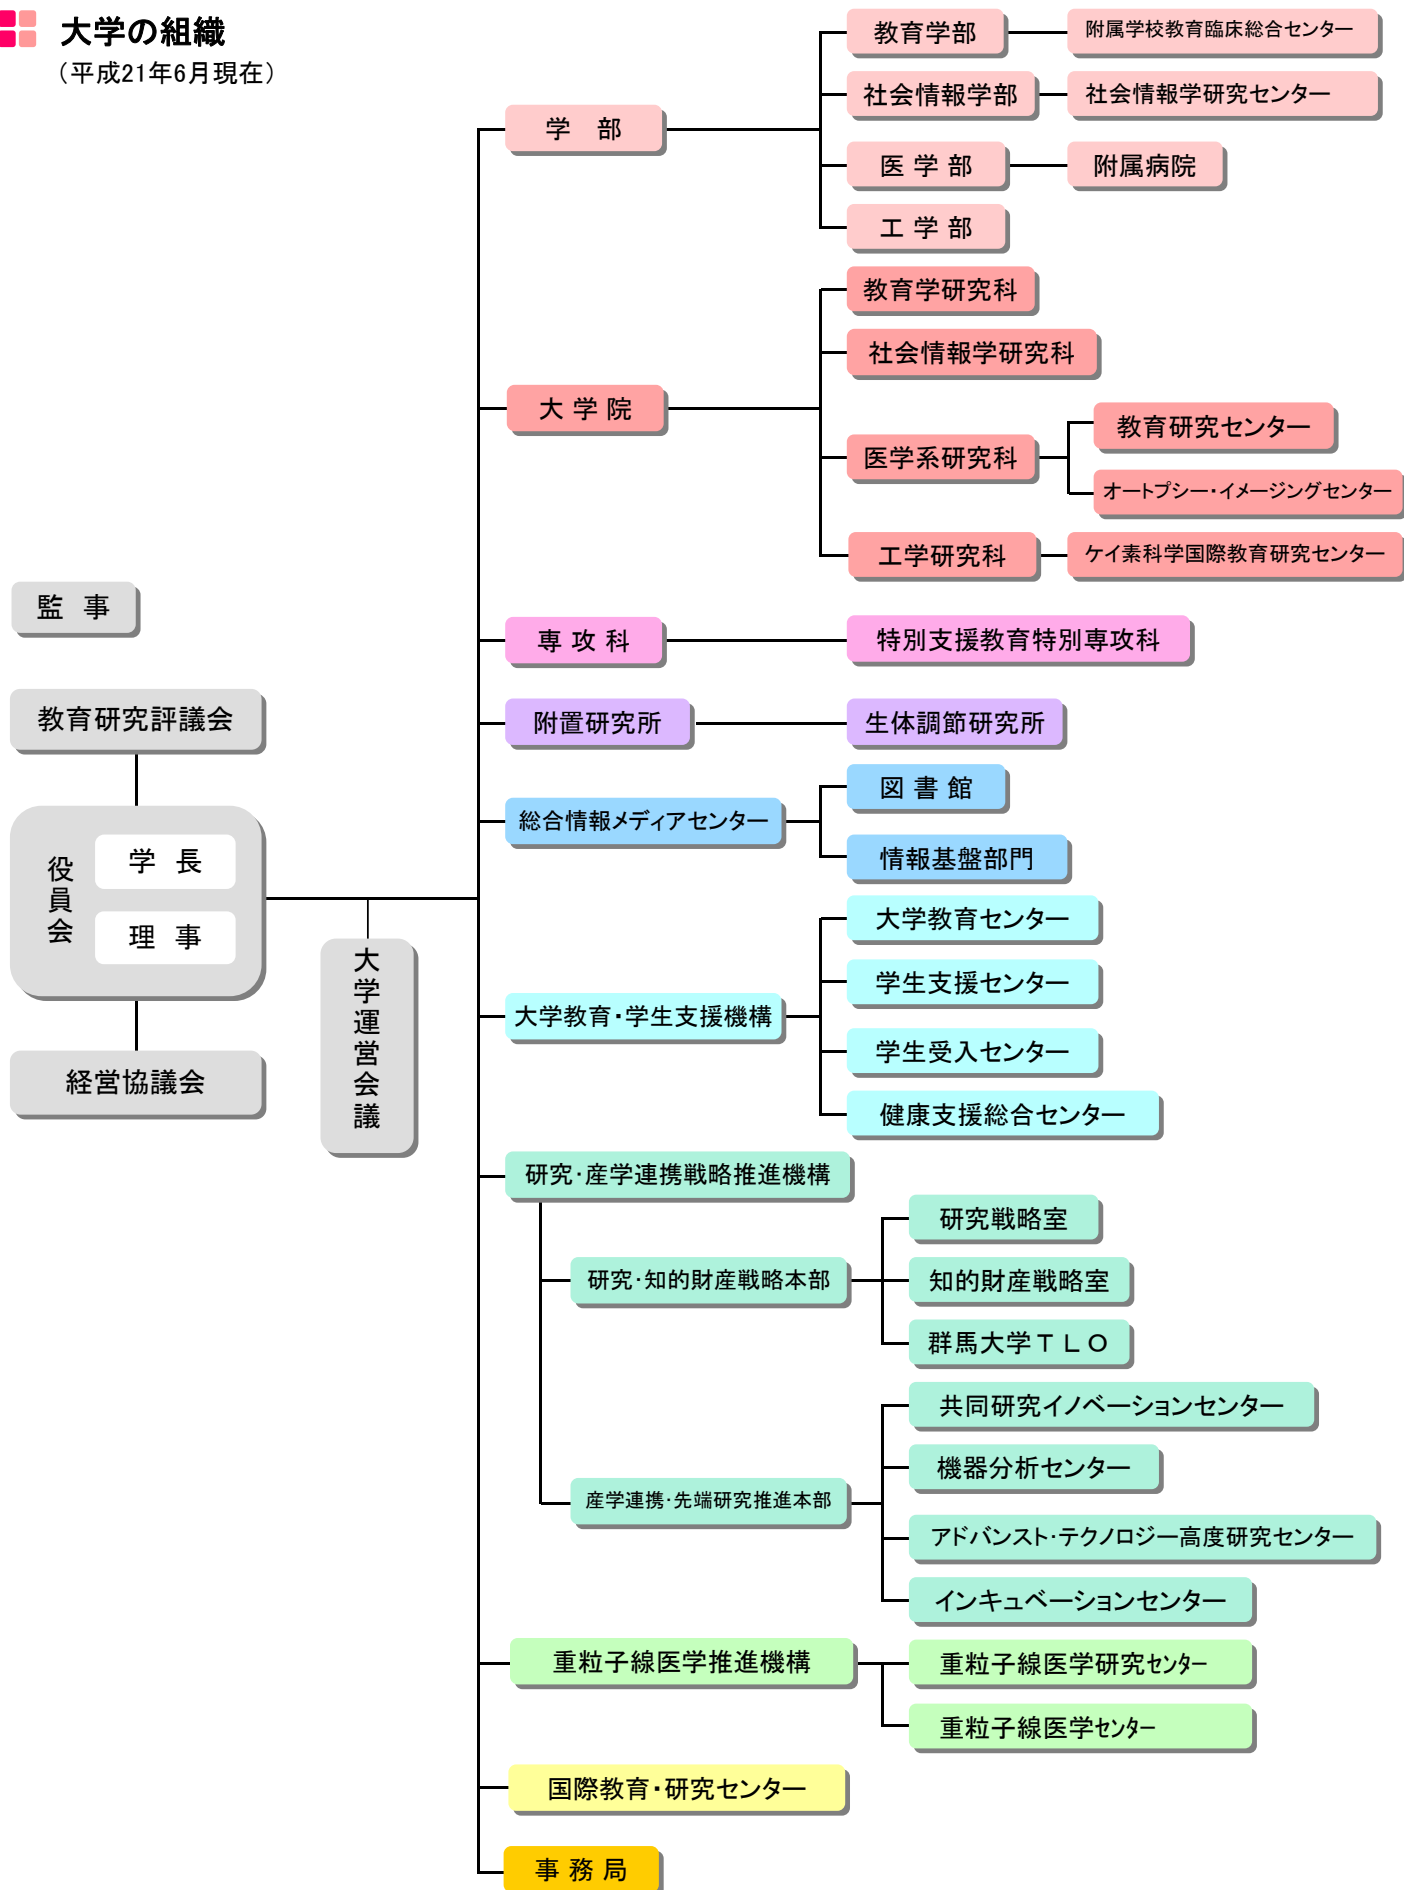 大学の組織
(平成21年6月現在)
監 事
教育研究評議会
役員会
学 長
理 事
経営協議会
大学運営会議
学 部
教育学部
附属学校教育臨床総合センター
社会情報学部
社会情報学研究センター
医 学 部
附属病院
工 学 部
大 学 院
教育学研究科
社会情報学研究科
医学系研究科
教育研究センター
オートプシー・イメージングセンター
工学研究科
ケイ素科学国際教育研究センター
専 攻 科
特別支援教育特別専攻科
附置研究所
生体調節研究所
総合情報メディアセンター
図 書 館
情報基盤部門
大学教育・学生支援機構
大学教育センター
学生支援センター
学生受入センター
健康支援総合センター
研究・産学連携戦略推進機構
研究・知的財産戦略本部
研究戦略室
知的財産戦略室
群馬大学TLO
産学連携・先端研究推進本部
共同研究イノベーションセンター
機器分析センター
アドバンスト・テクノロジー高度研究センター
インキュベーションセンター
重粒子線医学推進機構
重粒子線医学研究センター
重粒子線医学センター
国際教育・研究センター
事 務 局